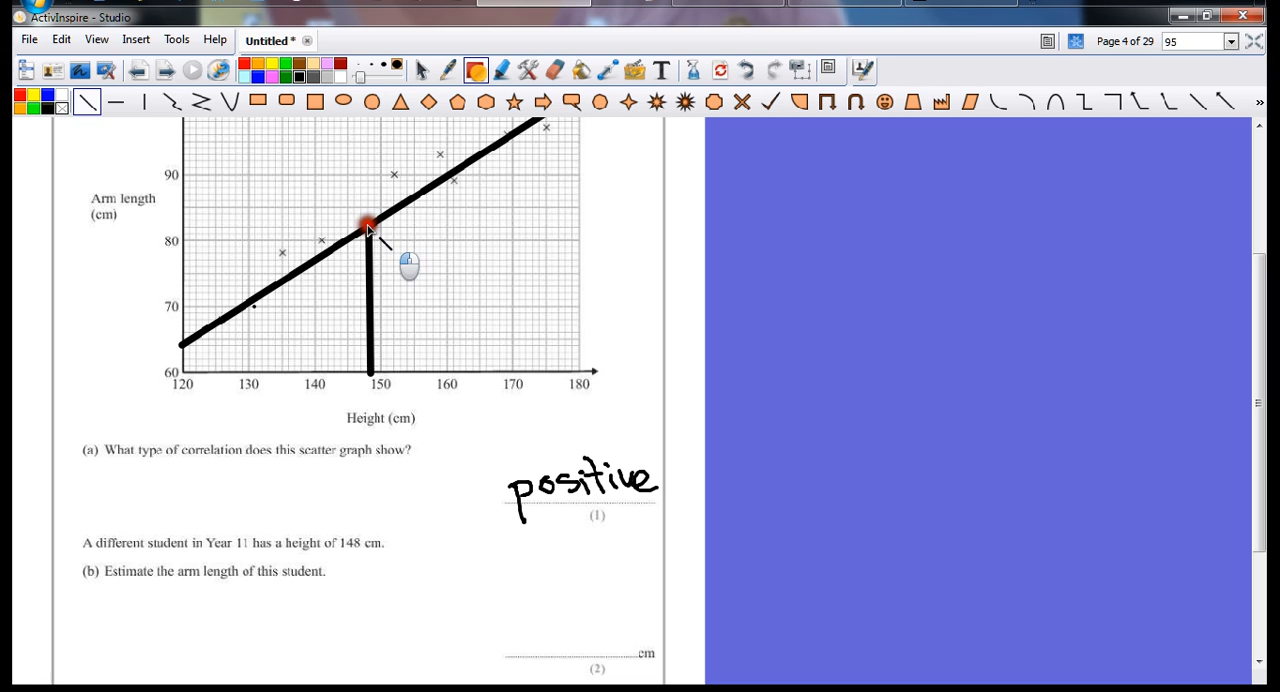 ActivInspire - Studio
File Edit View Insert Tools Help Untitled *
Page 4 of 29 95
T
»
90
Arm length
(cm)
80
70
60
120 130 140 150 160 170 180
Height (cm)
(a) What type of correlation does this scatter graph show?
positive
(1)
A different student in Year 11 has a height of 148 cm.
(b) Estimate the arm length of this student.
cm
(2)